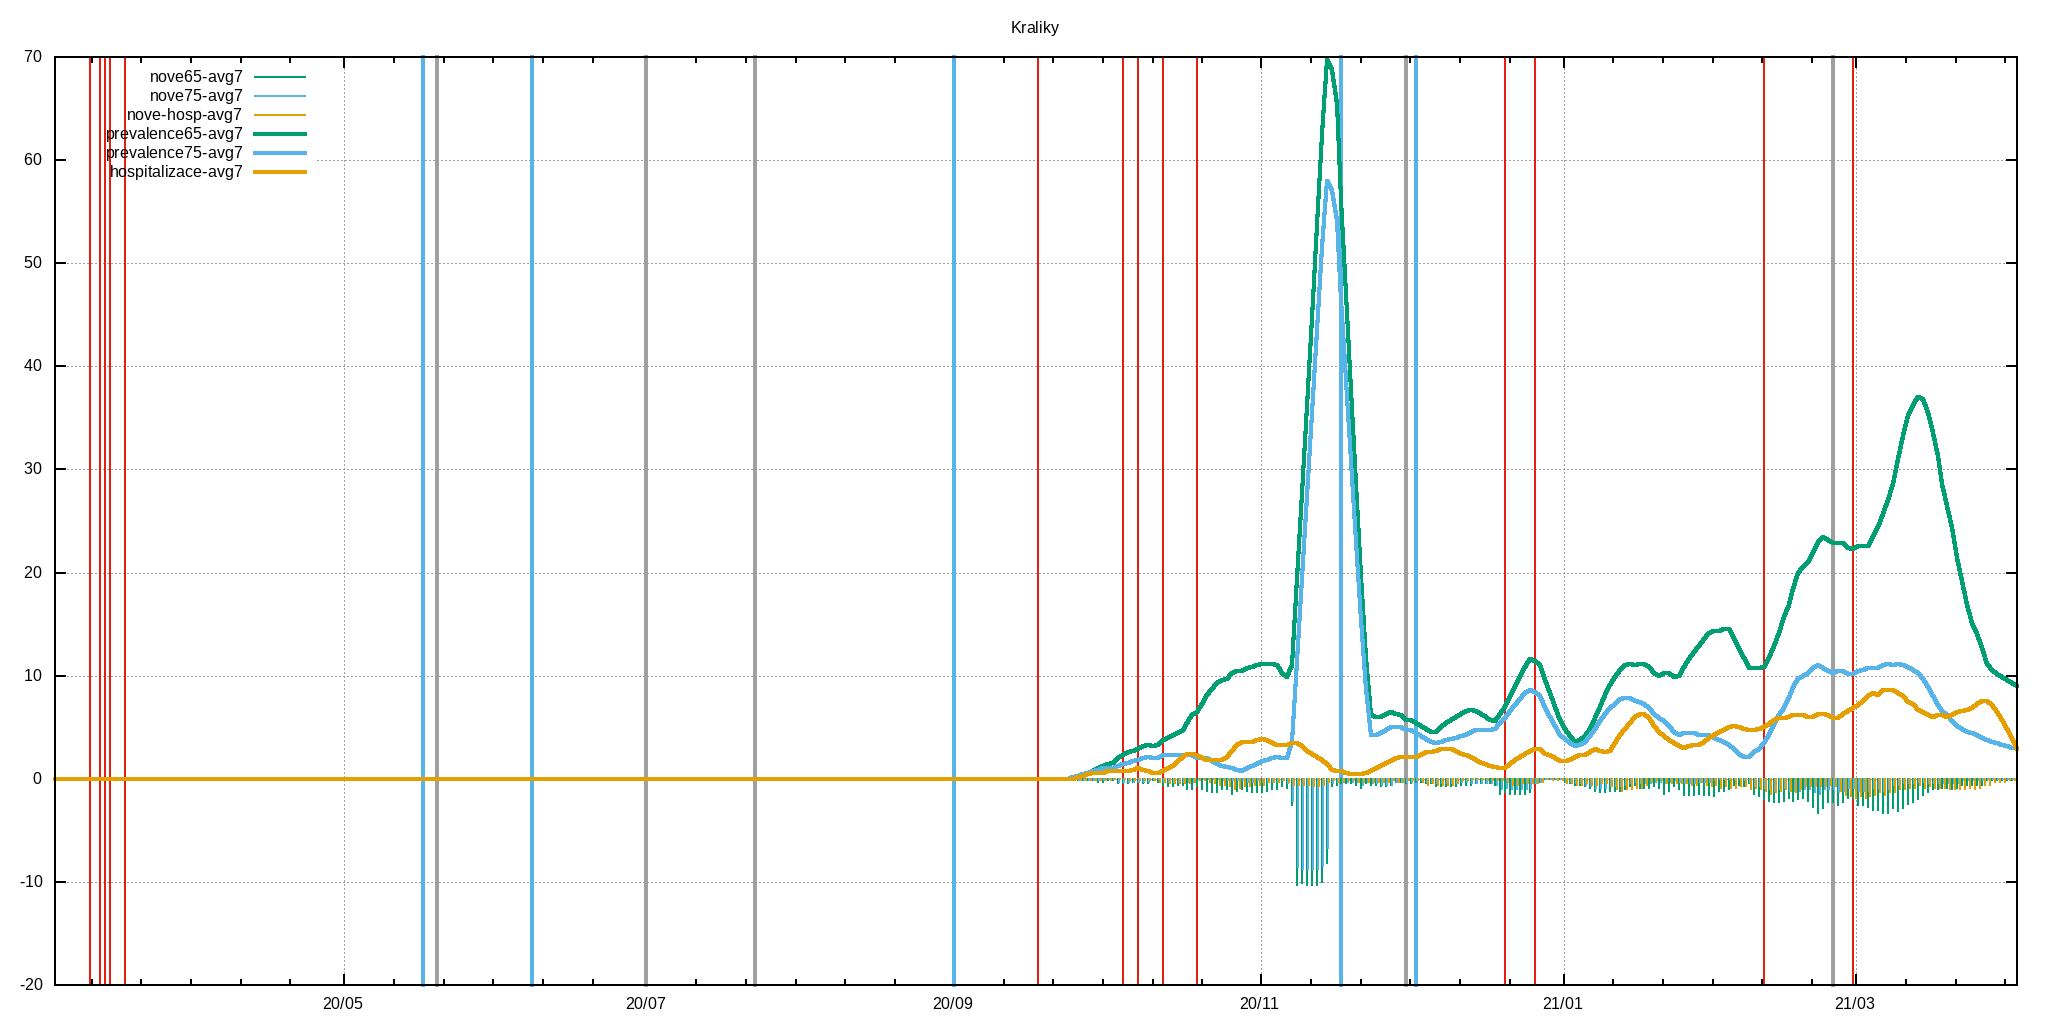 Kraliky
70
60
50
40
30
20
10
0
-10
-20
nove65-avg7
nove75-avg7
nove-hosp-avg7
prevalence65-avg7
prevalence75-avg7
hospitalizace-avg7
20/05 20/07 20/09 20/11 21/01 21/03